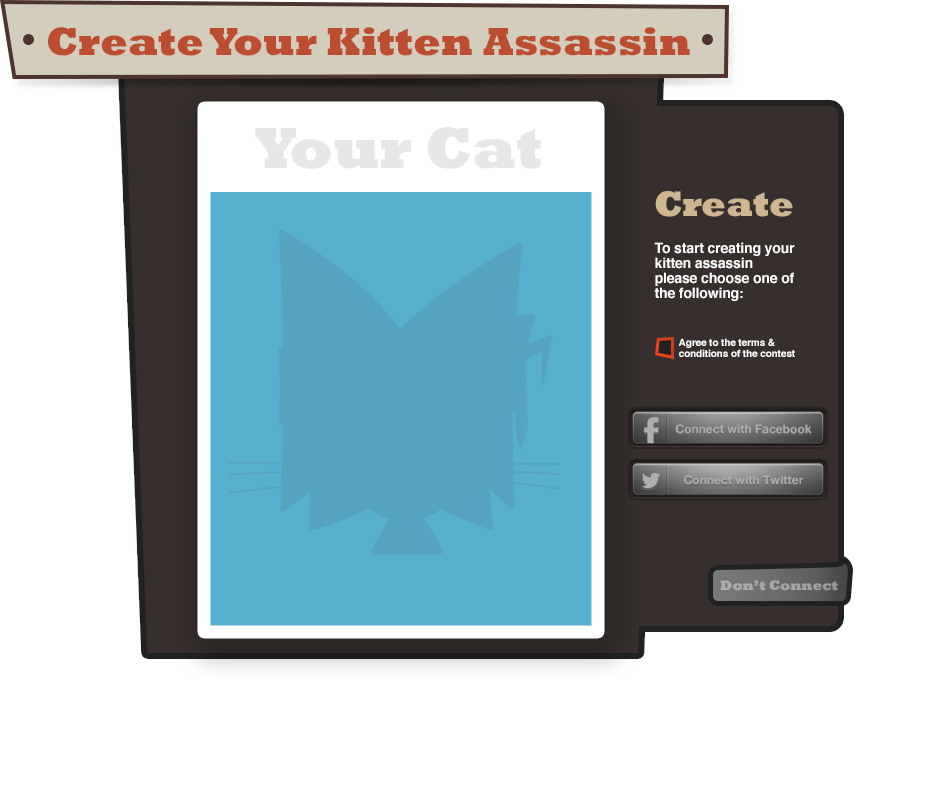 Create Your Kitten Assassin
Your Cat
Create
To start creating your
kitten assassin
please choose one of
the following:
Agree to the terms &
conditions of the contest
Connect with Facebook
Connect with Twitter
Don't Connect